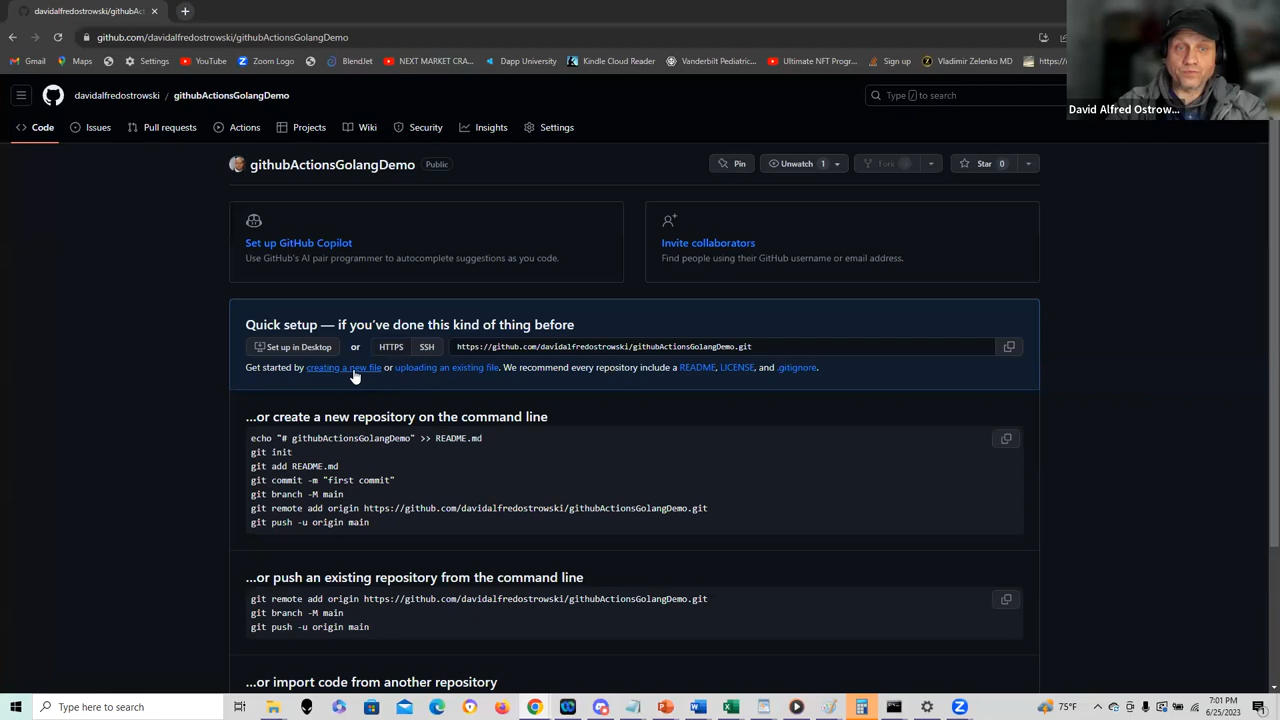 davidalfredostrowski/githubAct
github.com/davidalfredostrowski/githubActionsGolangDemo
Gmail
Maps
Settings
YouTube
Zoom Logo
BlendJet
NEXT MARKET CRA...
Dapp University
Kindle Cloud Reader
Vanderbilt Pediatric...
Ultimate NFT Progr...
Sign up
Vladimir Zelenko MD
https:/
David Alfred Ostrow...
davidalfredostrowski / githubActionsGolangDemo
Type / to search
Code
Issues
Pull requests
Actions
Projects
Wiki
Security
Insights
Settings
githubActionsGolangDemo Public
Pin
Unwatch 1
Fork
Star 0
Set up GitHub Copilot
Use GitHub's AI pair programmer to autocomplete suggestions as you code.
Invite collaborators
Find people using their GitHub username or email address.
Quick setup — if you've done this kind of thing before
Set up in Desktop or HTTPS SSH https://github.com/davidalfredostrowski/githubActionsGolangDemo.git
Get started by creating a new file or uploading an existing file. We recommend every repository include a README, LICENSE, and .gitignore.
...or create a new repository on the command line
echo "# githubActionsGolangDemo" >> README.md
git init
git add README.md
git commit -m "first commit"
git branch -M main
git remote add origin https://github.com/davidalfredostrowski/githubActionsGolangDemo.git
git push -u origin main
...or push an existing repository from the command line
git remote add origin https://github.com/davidalfredostrowski/githubActionsGolangDemo.git
git branch -M main
git push -u origin main
...or import code from another repository
Type here to search
75°F
7:01 PM
6/25/2023